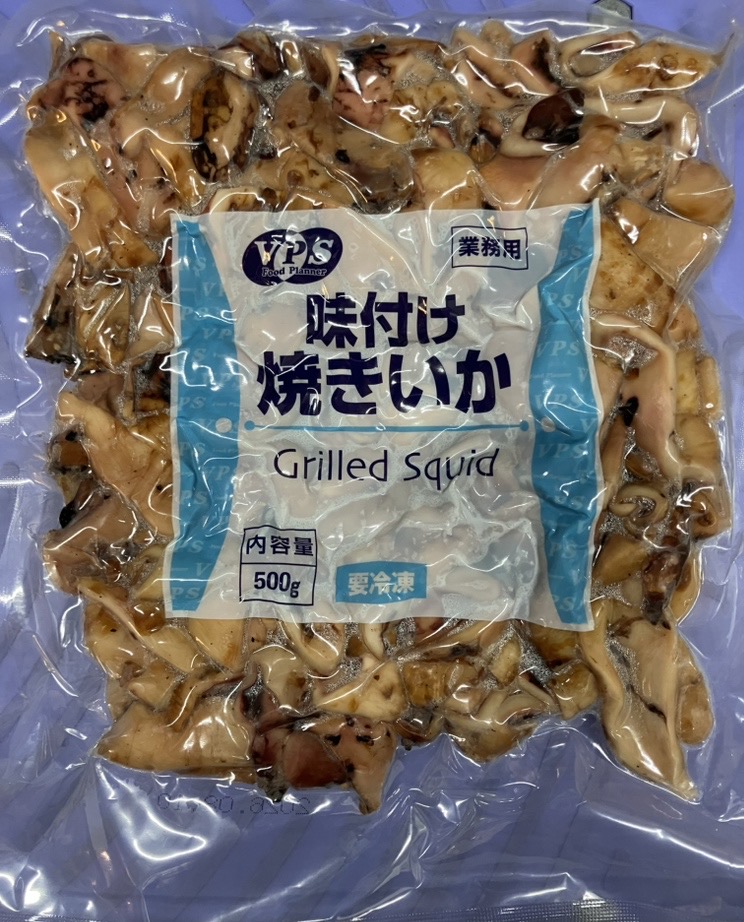 VPS
Food Planner
業務用
味付け
焼きいか
Grilled Squid
内容量
500g
要冷凍